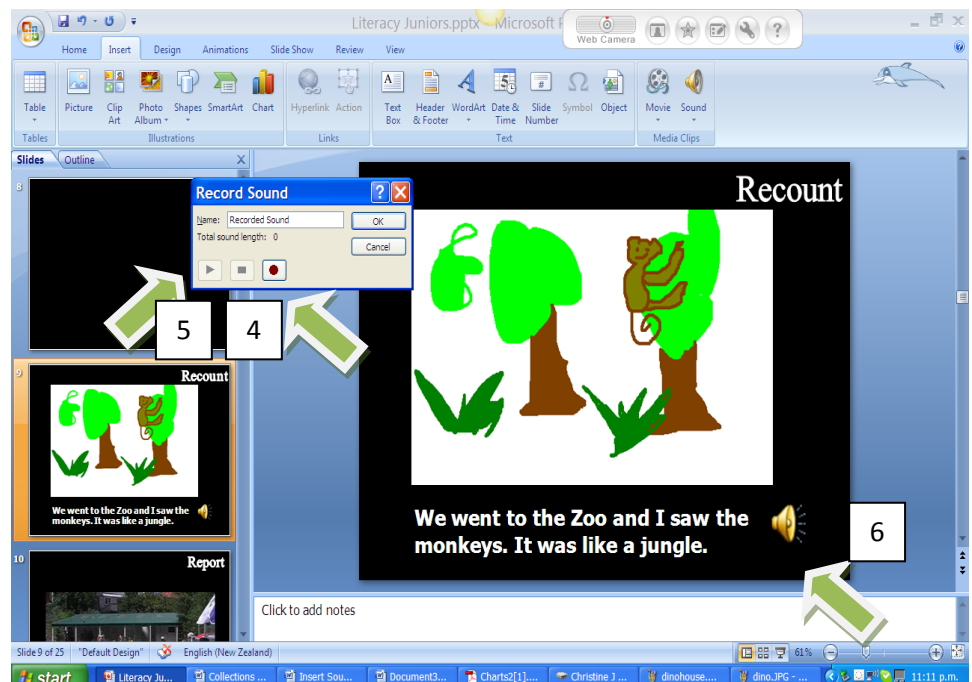 Literacy Juniors.pptx - Microsoft
Web Camera
?
Home Insert Design Animations Slide Show Review View
Table Picture Clip Art Photo Album Shapes SmartArt Chart Hyperlink Action Text Box Header & Footer WordArt Date & Time Slide Number Symbol Object Movie Sound
Tables Illustrations Links Text Media Clips
Slides Outline X
8
Record Sound
Name: Recorded Sound OK
Total sound length: 0
Cancel
5 4
Recount
9
Recount
We went to the Zoo and I saw the
monkeys. It was like a jungle.
We went to the Zoo and I saw the
monkeys. It was like a jungle.
6
10
Report
Click to add notes
Slide 9 of 25 "Default Design" English (New Zealand) 61%
start Literacy Ju... Collections ... Insert Sou... Document3... Charts2[1].... Christine J ... dinohouse.... dino.JPG - ... 11:11 p.m.